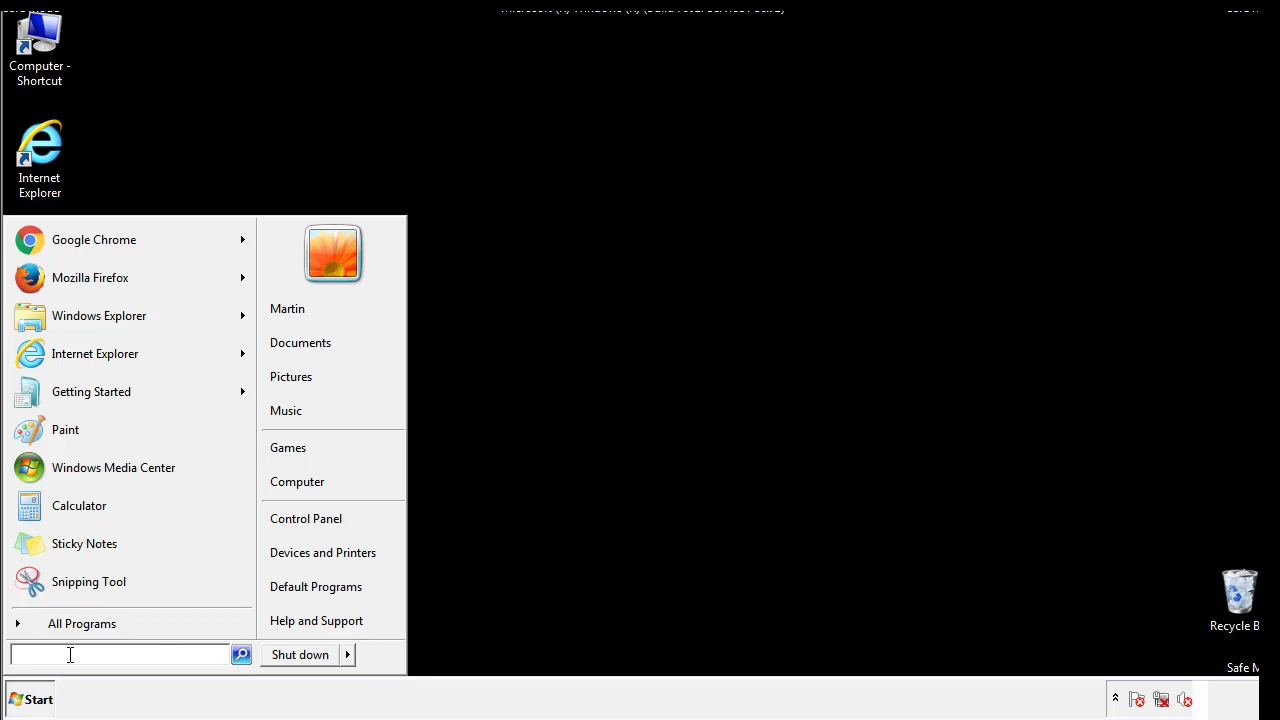 Computer -
Shortcut
Internet
Explorer
Google Chrome
Mozilla Firefox
Windows Explorer
Internet Explorer
Getting Started
Paint
Windows Media Center
Calculator
Sticky Notes
Snipping Tool
All Programs
Martin
Documents
Pictures
Music
Games
Computer
Control Panel
Devices and Printers
Default Programs
Help and Support
Shut down
Recycle B
Safe M
Start